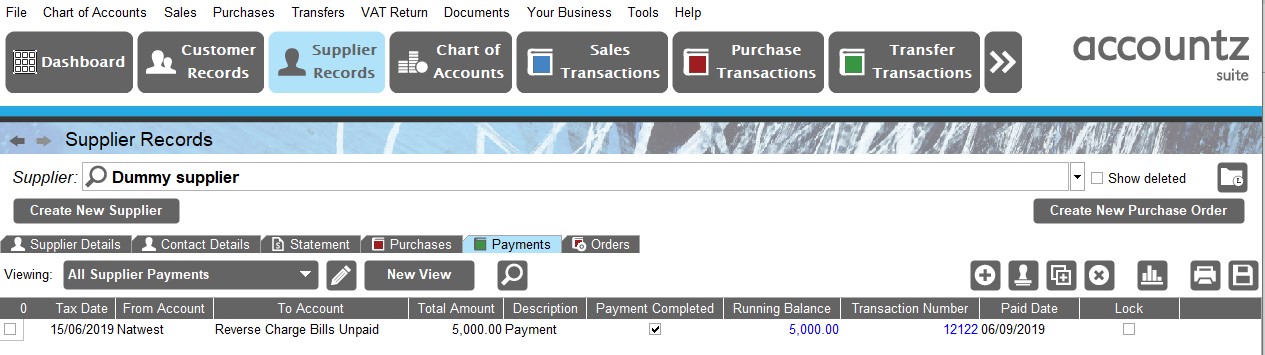 File Chart of Accounts Sales Purchases Transfers VAT Return Documents Your Business Tools Help
Dashboard
Customer Records
Supplier Records
Chart of Accounts
Sales Transactions
Purchase Transactions
Transfer Transactions
accountz
suite
Supplier Records
Supplier: Dummy supplier Show deleted
Create New Supplier Create New Purchase Order
Supplier Details Contact Details Statement Purchases Payments Orders
Viewing: All Supplier Payments New View
0 Tax Date From Account To Account Total Amount Description Payment Completed Running Balance Transaction Number Paid Date Lock
15/06/2019 Natwest Reverse Charge Bills Unpaid 5,000.00 Payment 5,000.00 12122 06/09/2019